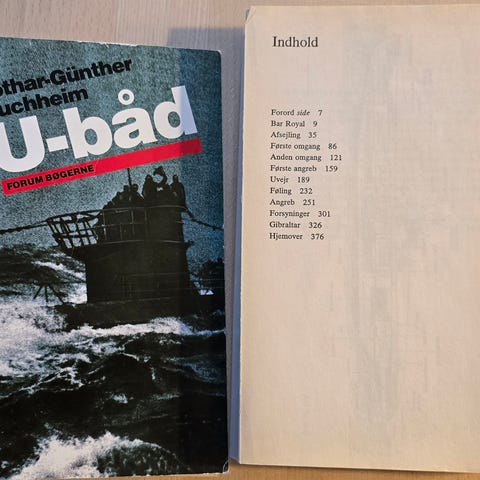 othar-Günther
uchheim
U-båd
FORUM BØGERNE
Indhold
Forord side 7
Bar Royal 9
Afsejling 35
Første omgang 86
Anden omgang 121
Første angreb 159
Uvejr 189
Føling 232
Angreb 251
Forsyninger 301
Gibraltar 326
Hjemover 376